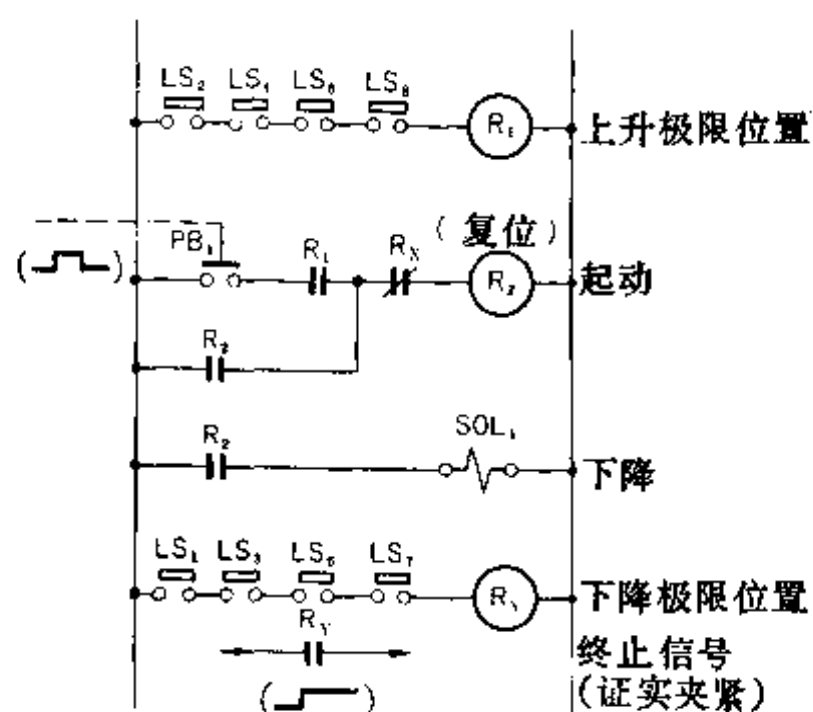 LS₂ LS₄ LS₆ LS₈
R₁
上升极限位置
PB₁
R₁
Rₓ
(复位)
R₂
起动
R₂
R₂
SOL₁
下降
LS₁ LS₃ LS₅ LS₇
下降极限位置
终止信号
(证实夹紧)